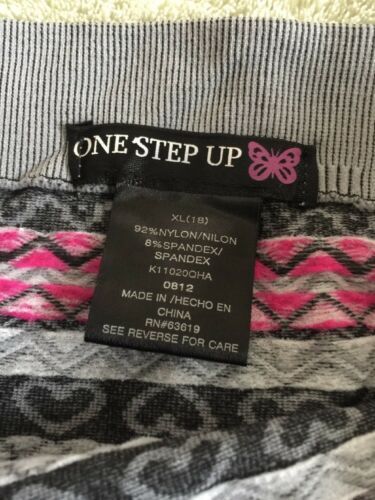 ONE STEP UP
XL(18)
92%NYLON/NILON
8%SPANDEX/
SPANDEX
K11020QHA
0812
MADE IN /HECHO EN
CHINA
RN#63619
SEE REVERSE FOR CARE